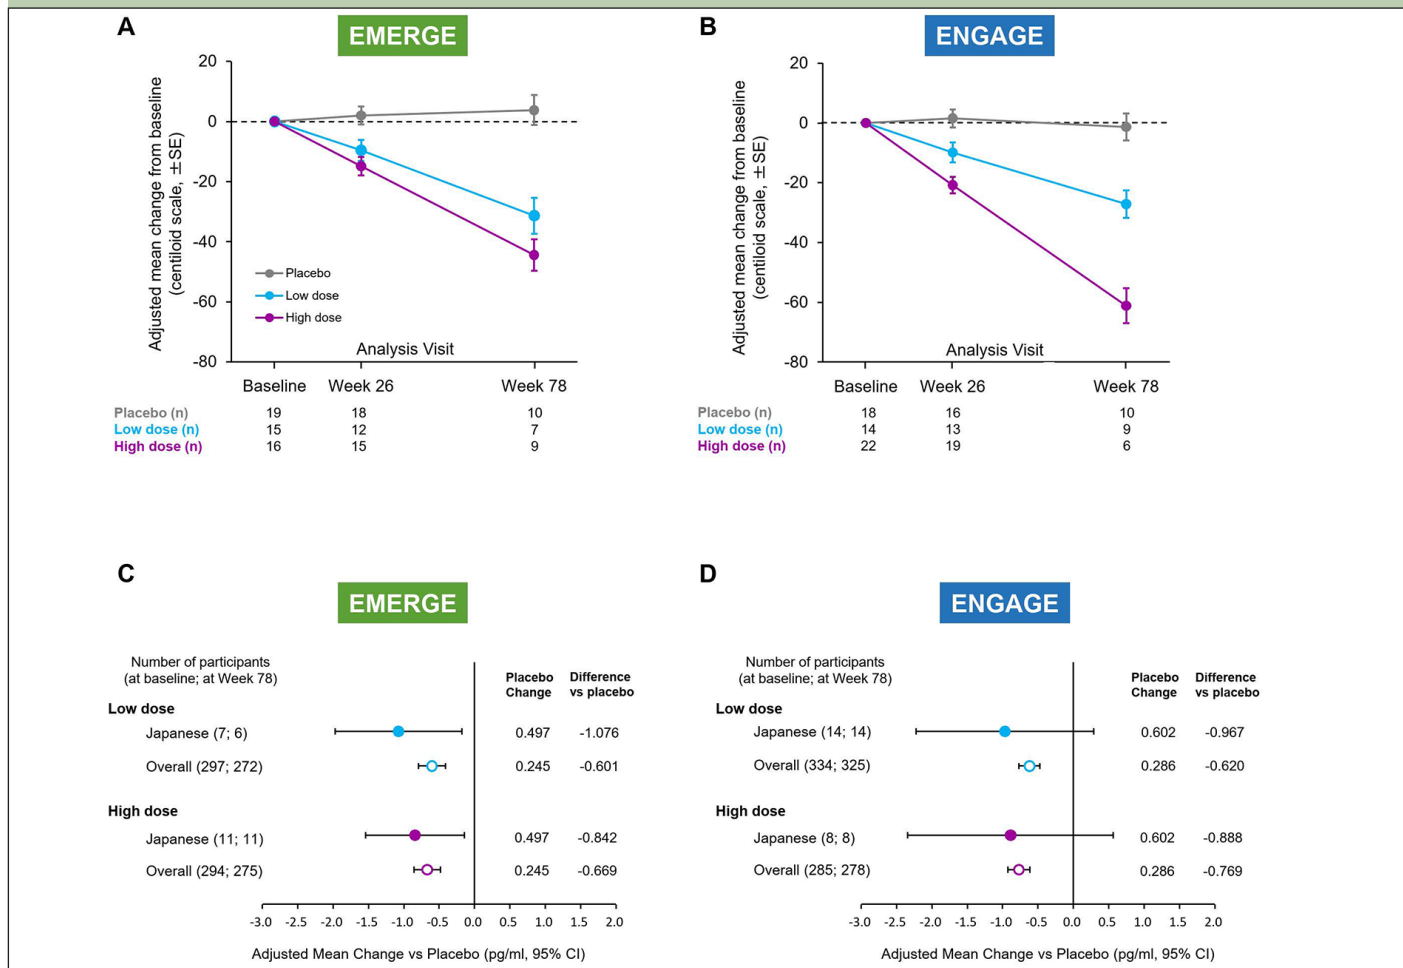 A
EMERGE
Adjusted mean change from baseline
(centiloid scale, ±SE)
20
0
-20
-40
-60
-80
Placebo
Low dose
High dose
Analysis Visit
Baseline Week 26 Week 78
Placebo (n) 19 18 10
Low dose (n) 15 12 7
High dose (n) 16 15 9
B
ENGAGE
Adjusted mean change from baseline
(centiloid scale, ±SE)
20
0
-20
-40
-60
-80
Analysis Visit
Baseline Week 26 Week 78
Placebo (n) 18 16 10
Low dose (n) 14 13 9
High dose (n) 22 19 6
C
EMERGE
Number of participants
(at baseline; at Week 78)
Placebo Difference
Change vs placebo
Low dose
Japanese (7; 6) 0.497 -1.076
Overall (297; 272) 0.245 -0.601
High dose
Japanese (11; 11) 0.497 -0.842
Overall (294; 275) 0.245 -0.669
-3.0 -2.5 -2.0 -1.5 -1.0 -0.5 0.0 0.5 1.0 1.5 2.0
Adjusted Mean Change vs Placebo (pg/ml, 95% CI)
D
ENGAGE
Number of participants
(at baseline; at Week 78)
Placebo Difference
Change vs placebo
Low dose
Japanese (14; 14) 0.602 -0.967
Overall (334; 325) 0.286 -0.620
High dose
Japanese (8; 8) 0.602 -0.888
Overall (285; 278) 0.286 -0.769
-3.0 -2.5 -2.0 -1.5 -1.0 -0.5 0.0 0.5 1.0 1.5 2.0
Adjusted Mean Change vs Placebo (pg/ml, 95% CI)